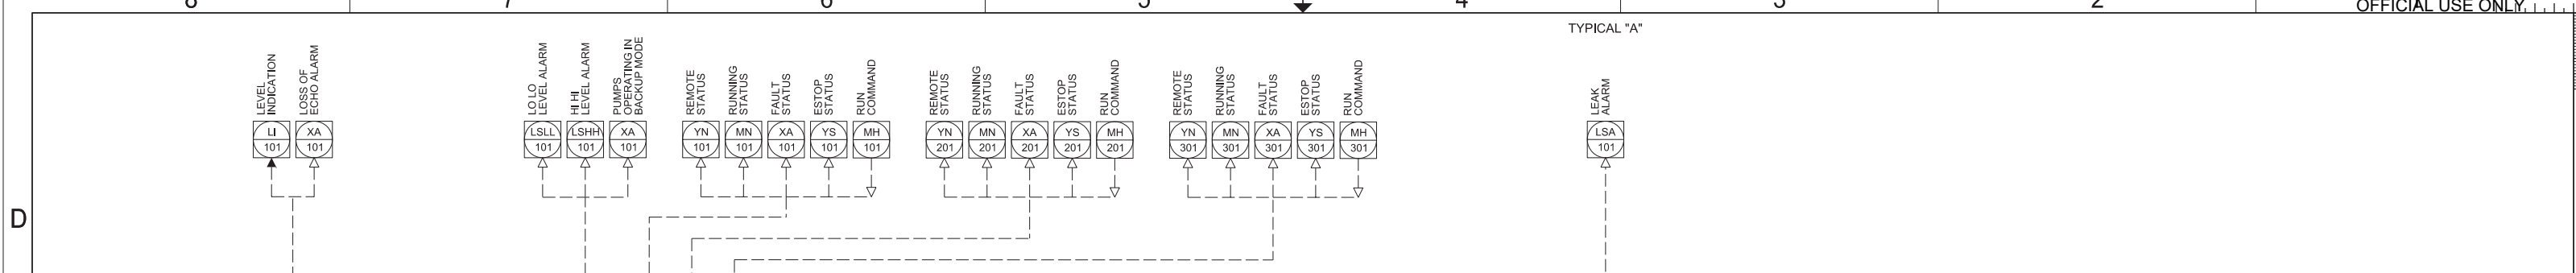 8 7 6 5 4 3 2
OFFICIAL USE ONLY
TYPICAL "A"
LEVEL
INDICATION
LOSS OF
ECHO ALARM
LO LO
LEVEL ALARM
HI HI
LEVEL ALARM
PUMPS
OPERATING IN
BACKUP MODE
REMOTE
STATUS
RUNNING
STATUS
FAULT
STATUS
ESTOP
STATUS
RUN
COMMAND
REMOTE
STATUS
RUNNING
STATUS
FAULT
STATUS
ESTOP
STATUS
RUN
COMMAND
REMOTE
STATUS
RUNNING
STATUS
FAULT
STATUS
ESTOP
STATUS
RUN
COMMAND
LEAK
ALARM
LI XA LSLL LSHH XA YN MN XA YS MH YN MN XA YS MH YN MN XA YS MH LSA
101 101 101 101 101 101 101 101 101 101 201 201 201 201 201 301 301 301 301 301 101
D